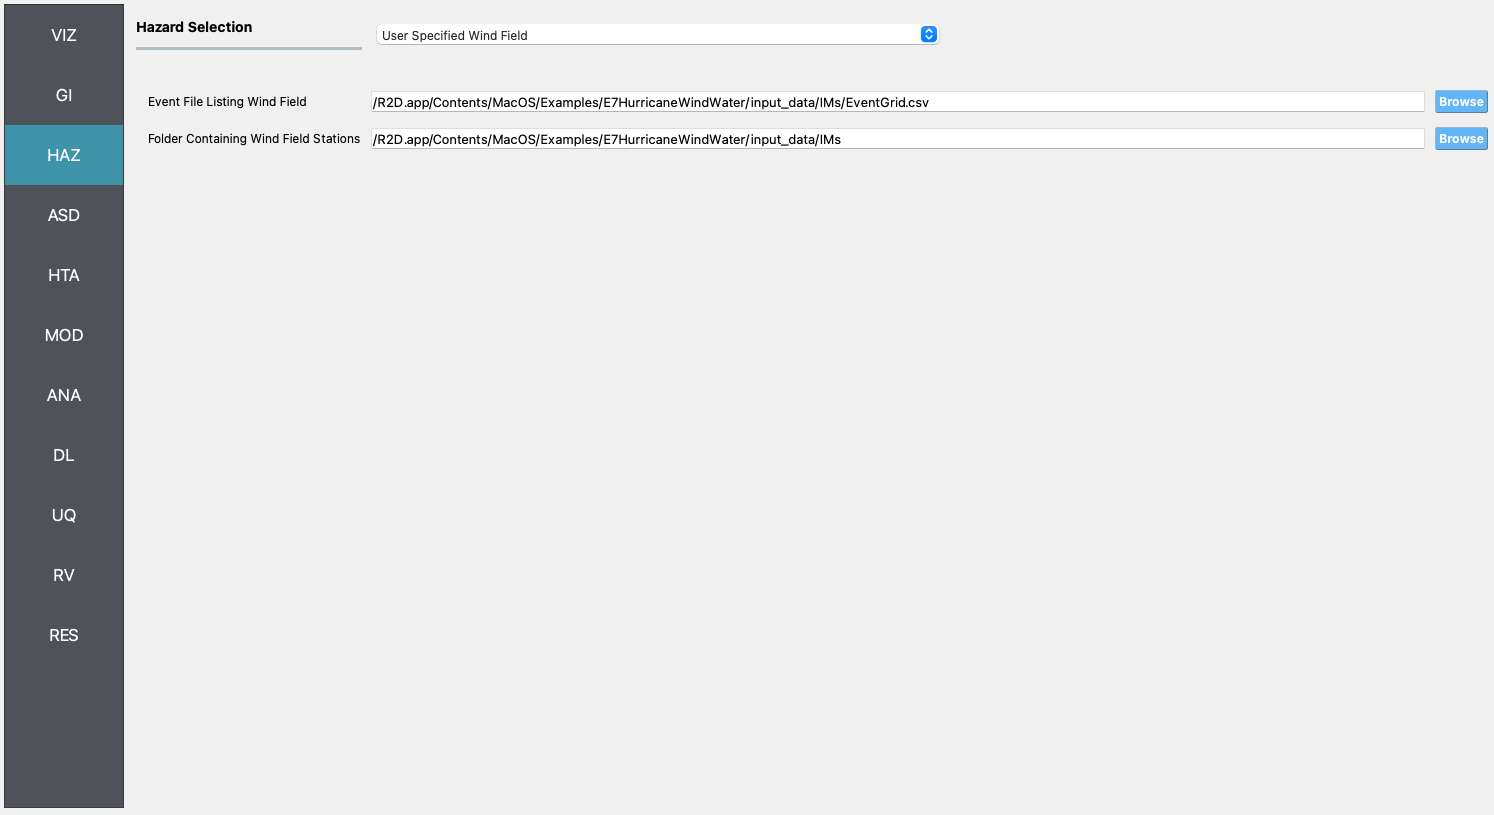 VIZ
GI
HAZ
ASD
HTA
MOD
ANA
DL
UQ
RV
RES
Hazard Selection
User Specified Wind Field
Event File Listing Wind Field /R2D.app/Contents/MacOS/Examples/E7HurricaneWindWater/input_data/IMs/EventGrid.csv Browse
Folder Containing Wind Field Stations /R2D.app/Contents/MacOS/Examples/E7HurricaneWindWater/input_data/IMs Browse